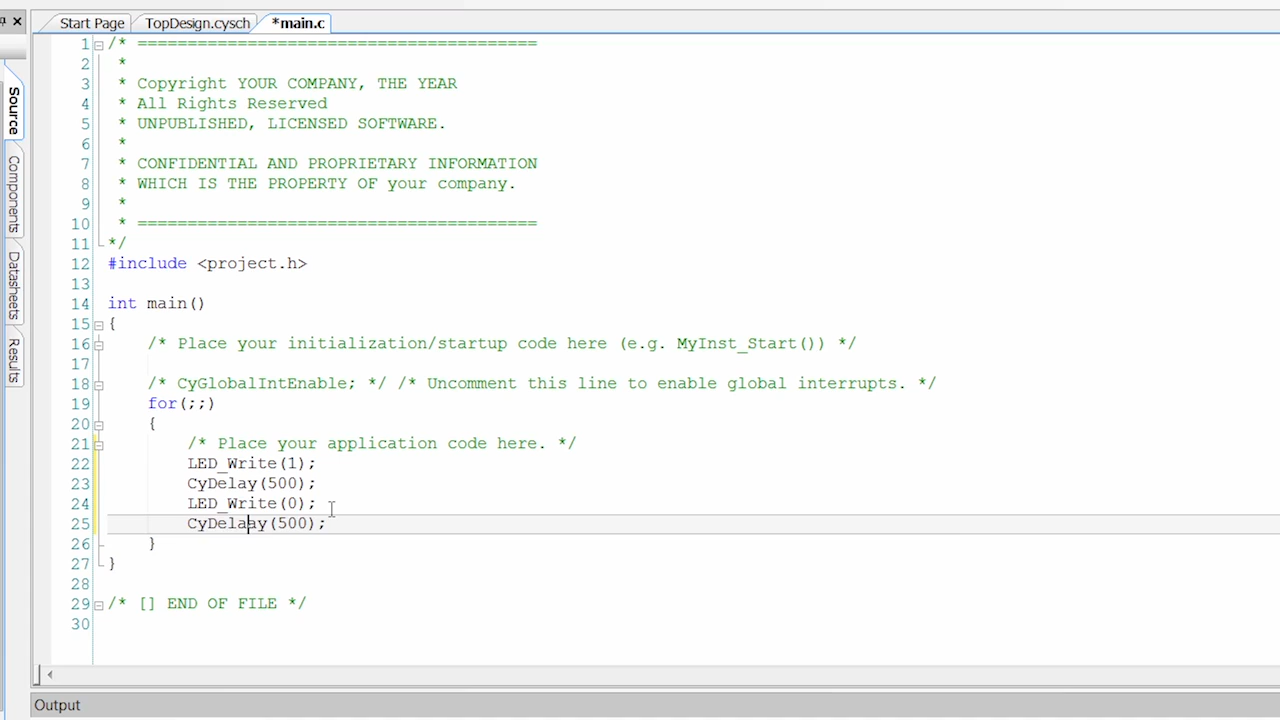 Start Page
TopDesign.cysch
*main.c
Source
Components
Datasheets
Results
1 /* ========================================
2 *
3 * Copyright YOUR COMPANY, THE YEAR
4 * All Rights Reserved
5 * UNPUBLISHED, LICENSED SOFTWARE.
6 *
7 * CONFIDENTIAL AND PROPRIETARY INFORMATION
8 * WHICH IS THE PROPERTY OF your company.
9 *
10 * ========================================
11 */
12 #include <project.h>
13
14 int main()
15 {
16 /* Place your initialization/startup code here (e.g. MyInst_Start()) */
17
18 /* CyGlobalIntEnable; */ /* Uncomment this line to enable global interrupts. */
19 for(;;)
20 {
21 /* Place your application code here. */
22 LED_Write(1);
23 CyDelay(500);
24 LED_Write(0);
25 CyDelaay(500);
26 }
27 }
28
29 /* [] END OF FILE */
30
Output